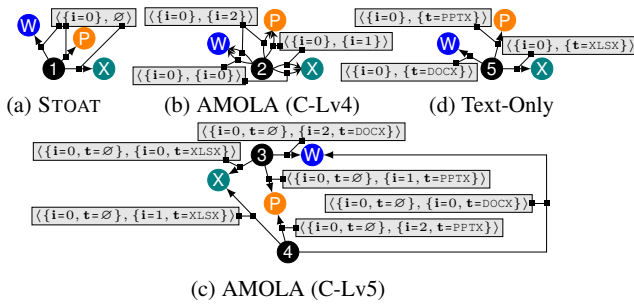 ⟨{i=0}, ∅⟩
W
P
1
X
(a) STOAT
⟨{i=0}, {i=2}⟩
P
⟨{i=0}, {i=1}⟩
W
2
X
⟨{i=0}, {i=0}⟩
(b) AMOLA (C-Lv4)
⟨{i=0}, {t=PPTX}⟩
P
⟨{i=0}, {t=XLSX}⟩
W
5
X
⟨{i=0}, {t=DOCX}⟩
(d) Text-Only
⟨{i=0, t=∅}, {i=2, t=DOCX}⟩
⟨{i=0, t=∅}, {i=0, t=XLSX}⟩
3
W
X
⟨{i=0, t=∅}, {i=1, t=PPTX}⟩
P
⟨{i=0, t=∅}, {i=0, t=DOCX}⟩
⟨{i=0, t=∅}, {i=1, t=XLSX}⟩
⟨{i=0, t=∅}, {i=2, t=PPTX}⟩
4
(c) AMOLA (C-Lv5)